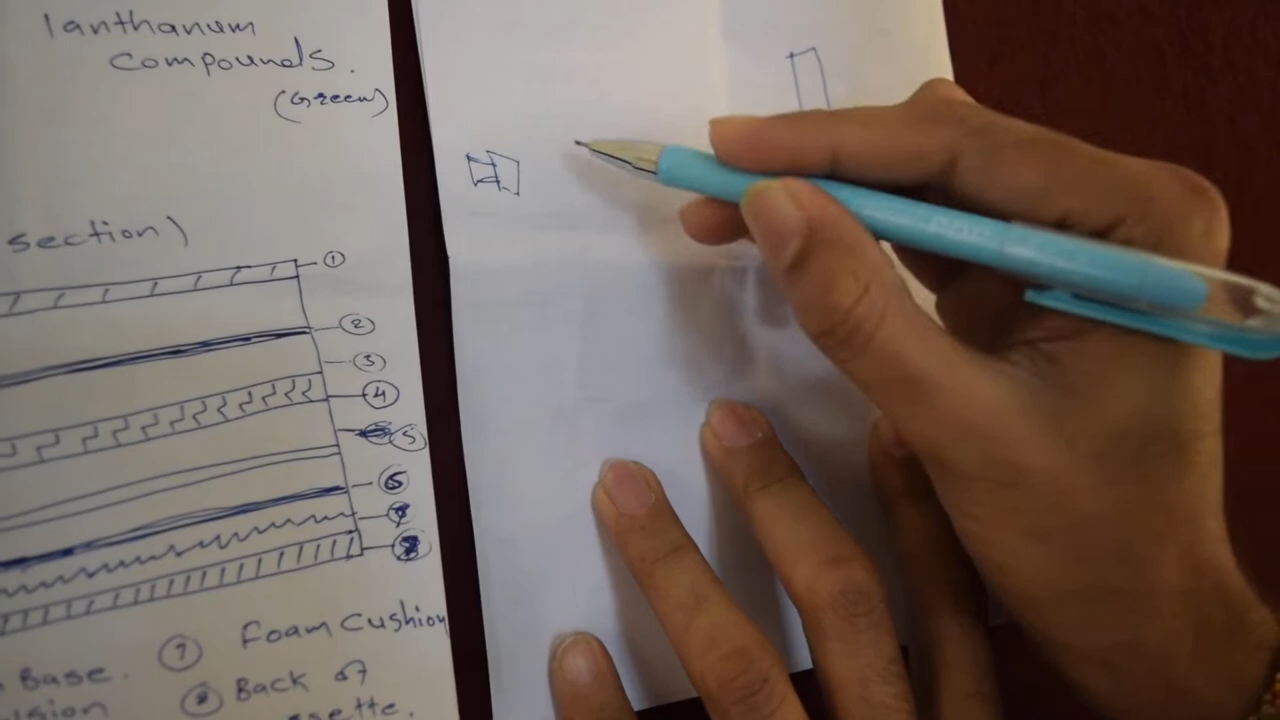 lanthanum
compounds.
(Green)
section)
1
2
3
4
5
6
7
8
Base.
7 Foam Cushion
8 Back of